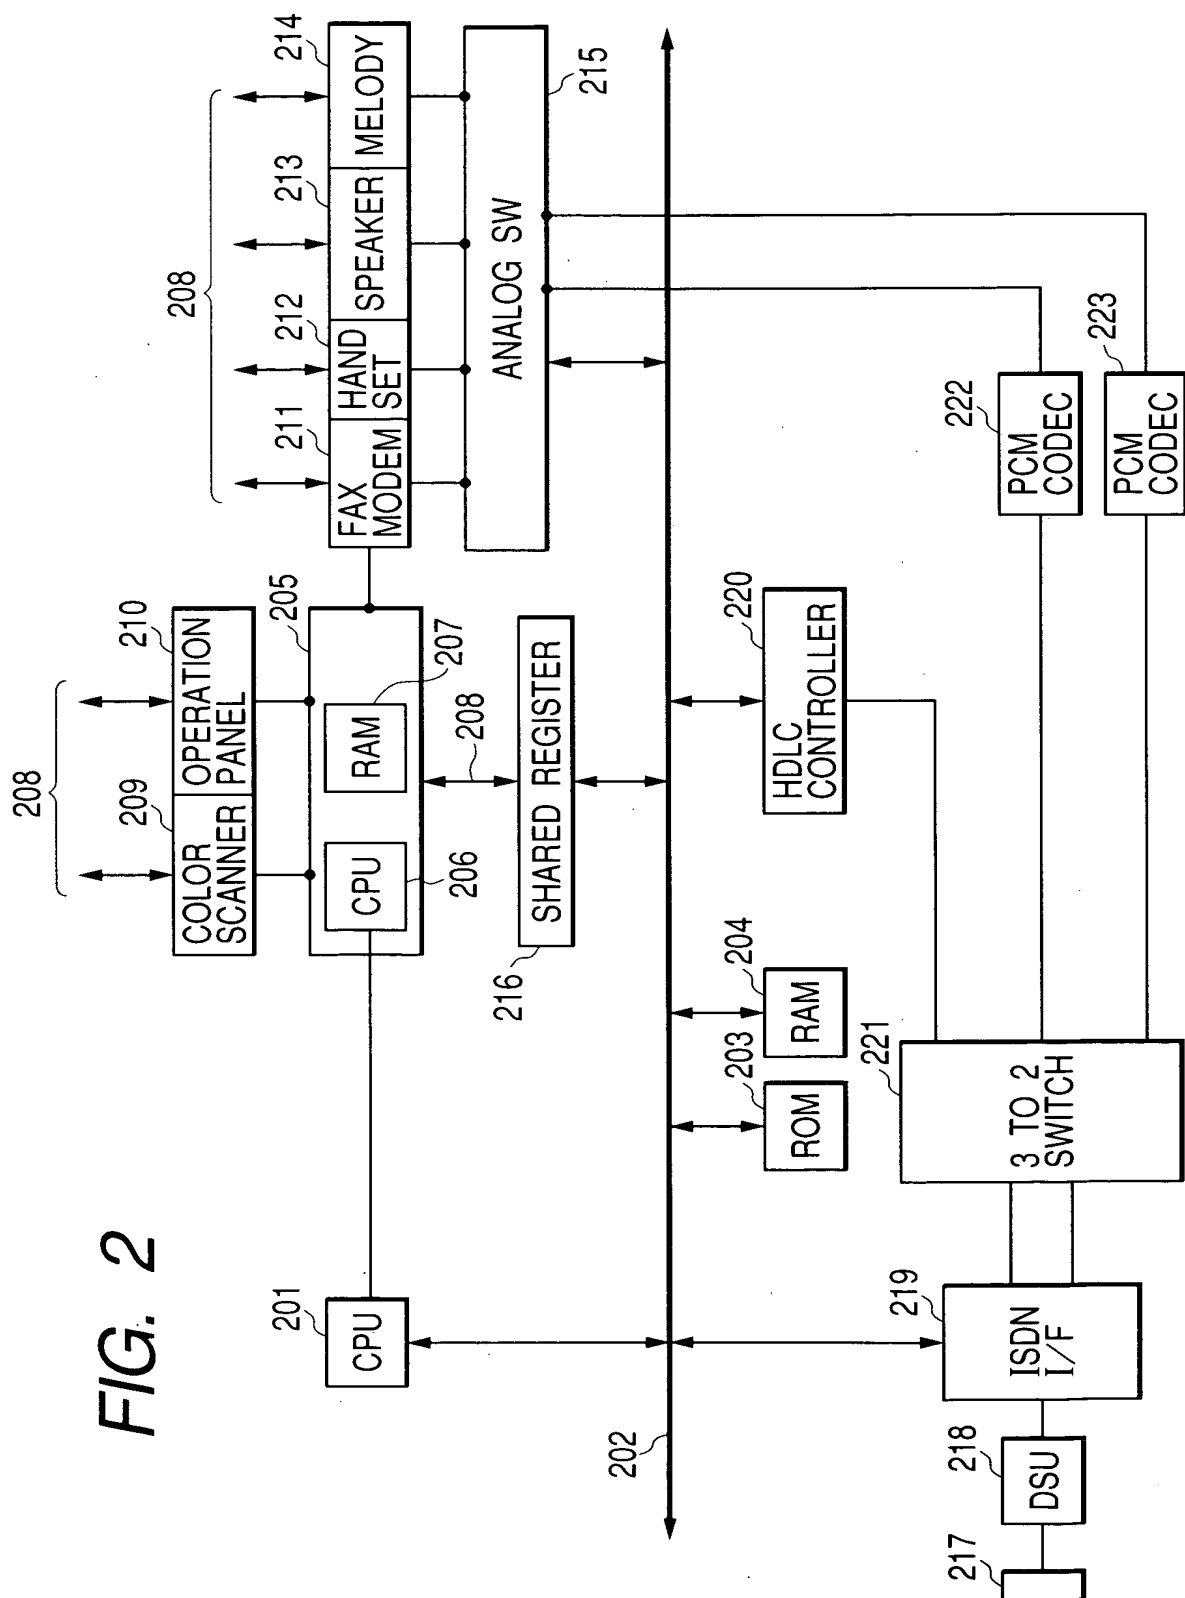 FIG. 2
208
209
210
COLOR
SCANNER
OPERATION
PANEL
205
CPU
206
RAM
207
208
208
211
212
213
214
FAX
MODEM
HAND
SET
SPEAKER
MELODY
ANALOG SW
215
201
CPU
216
SHARED REGISTER
202
203
ROM
204
RAM
220
HDLC
CONTROLLER
217
218
DSU
219
ISDN
I/F
221
3 TO 2
SWITCH
222
PCM
CODEC
223
PCM
CODEC